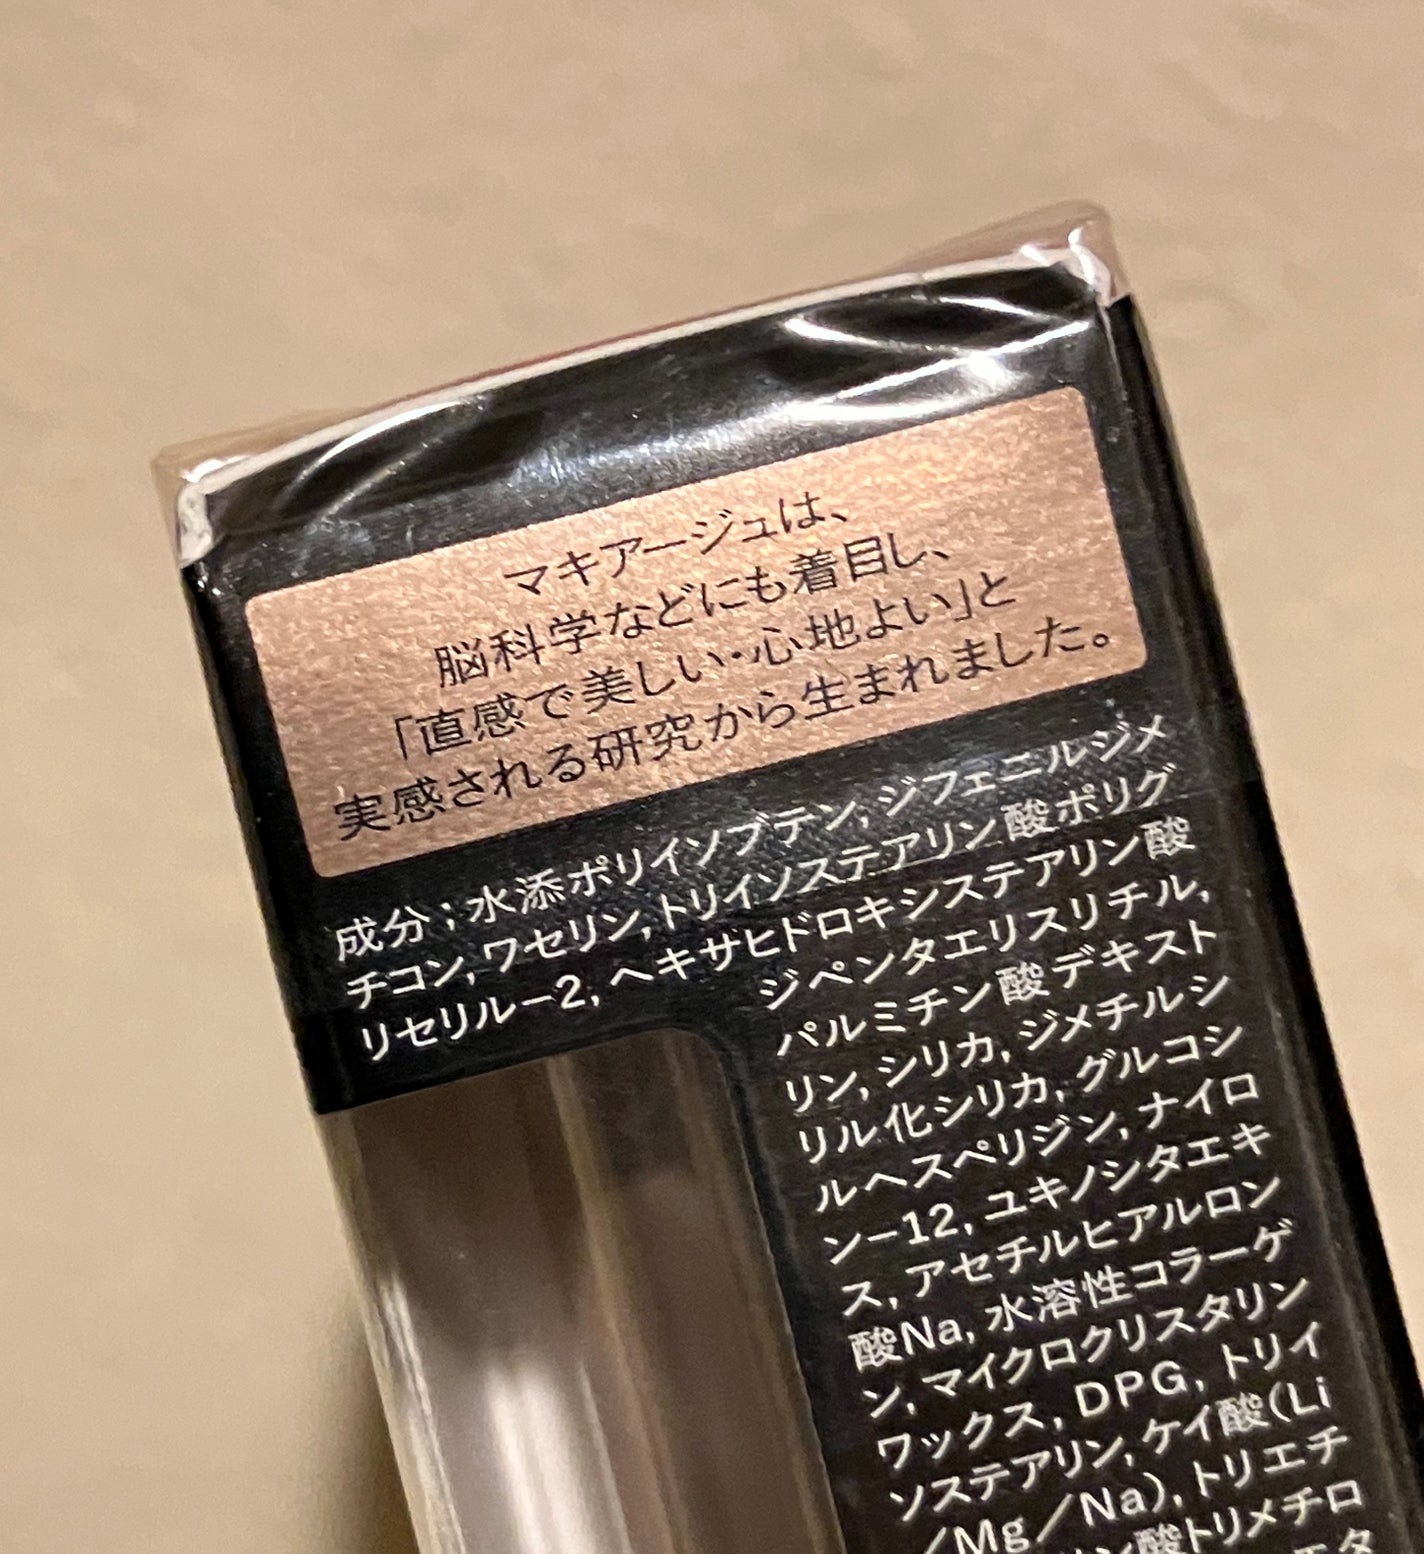 マキアージュは、
脳科学などにも着目し、
「直感で美しい・心地よい」と
実感される研究から生まれました。
成分；水添ポリイソブテン, ジフェニルジメ
チコン, ワセリン, トリイソステアリン酸ポリグ
リセリル−2, ヘキサヒドロキシステアリン酸
ジペンタエリスリチル,
パルミチン酸デキスト
リン, シリカ, ジメチルシ
リル化シリカ, グルコシ
ルヘスペリジン, ナイロ
ン−12, ユキノシタエキ
ス, アセチルヒアルロン
酸Na, 水溶性コラーゲ
ン, マイクロクリスタリン
ワックス, DPG, トリイ
ソステアリン, ケイ酸(Li
／Mg／Na), トリエチ
ン酸トリメチロ